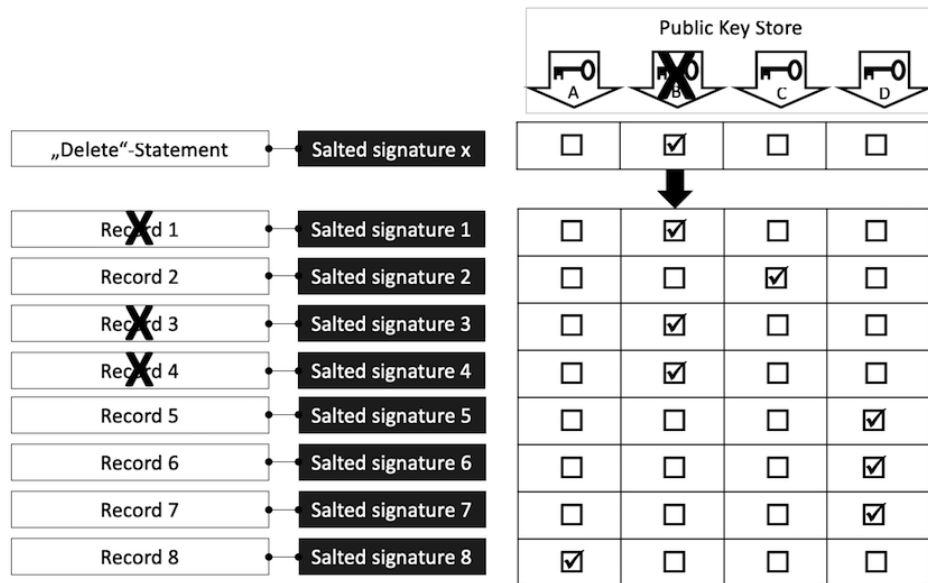 Public Key Store
A B C D
„Delete“-Statement Salted signature x
Record 1 Salted signature 1
Record 2 Salted signature 2
Record 3 Salted signature 3
Record 4 Salted signature 4
Record 5 Salted signature 5
Record 6 Salted signature 6
Record 7 Salted signature 7
Record 8 Salted signature 8